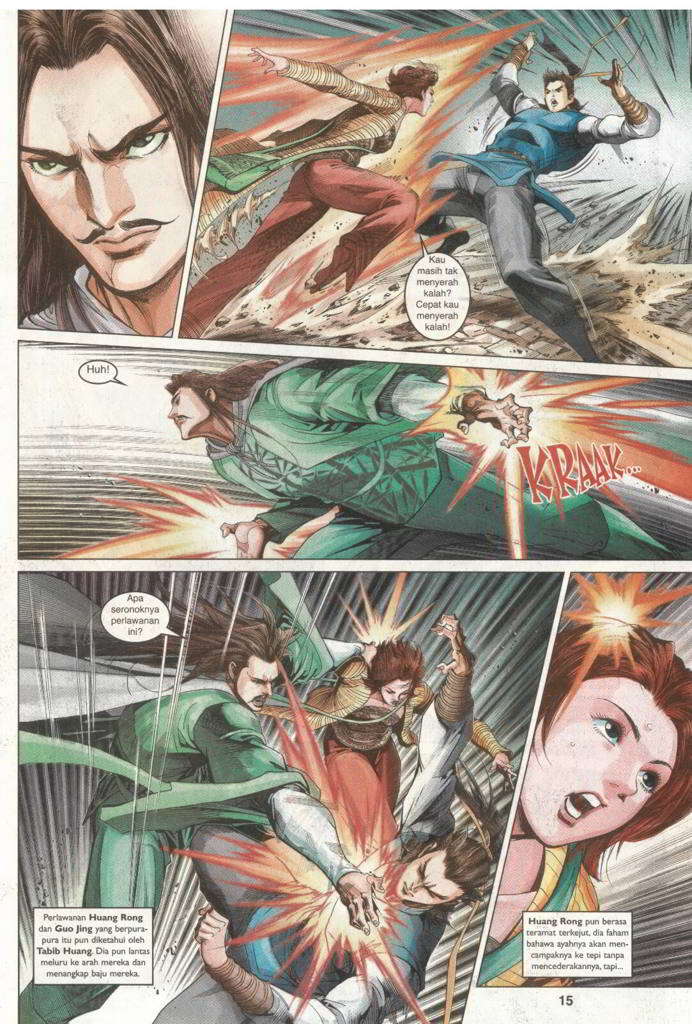 Kau
masih tak
menyerah
kalah?
Cepat kau
menyerah
kalah!
Huh!
KRAAK...
Apa
seronoknya
perlawanan
ini?
Perlawanan Huang Rong
dan Guo Jing yang berpura-
pura itu pun diketahui oleh
Tabib Huang. Dia pun lantas
meluru ke arah mereka dan
menangkap baju mereka.
Huang Rong pun berasa
teramat terkejut, dia faham
bahawa ayahnya akan men-
campaknya ke tepi tanpa
mencederakannya, tapi...
15